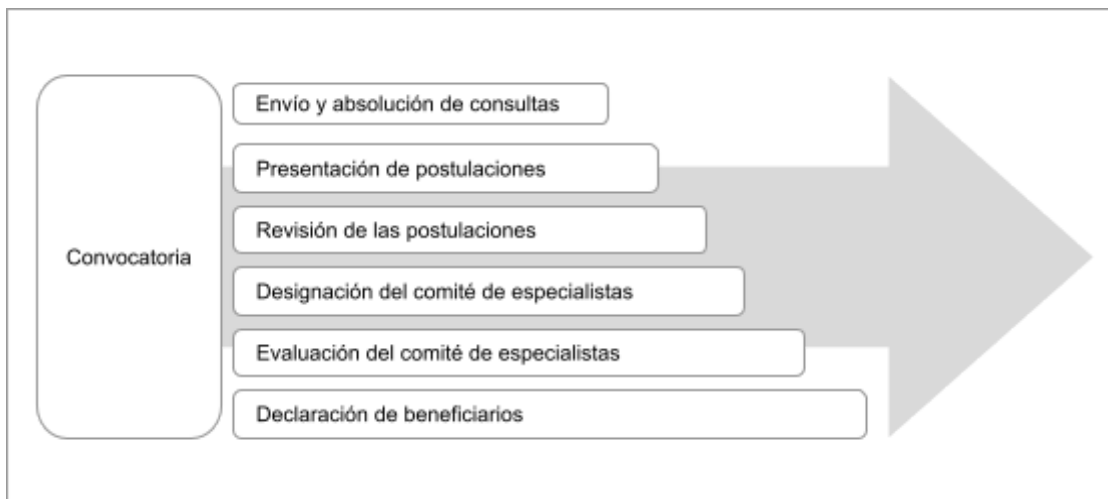 Convocatoria
Envío y absolución de consultas
Presentación de postulaciones
Revisión de las postulaciones
Designación del comité de especialistas
Evaluación del comité de especialistas
Declaración de beneficiarios